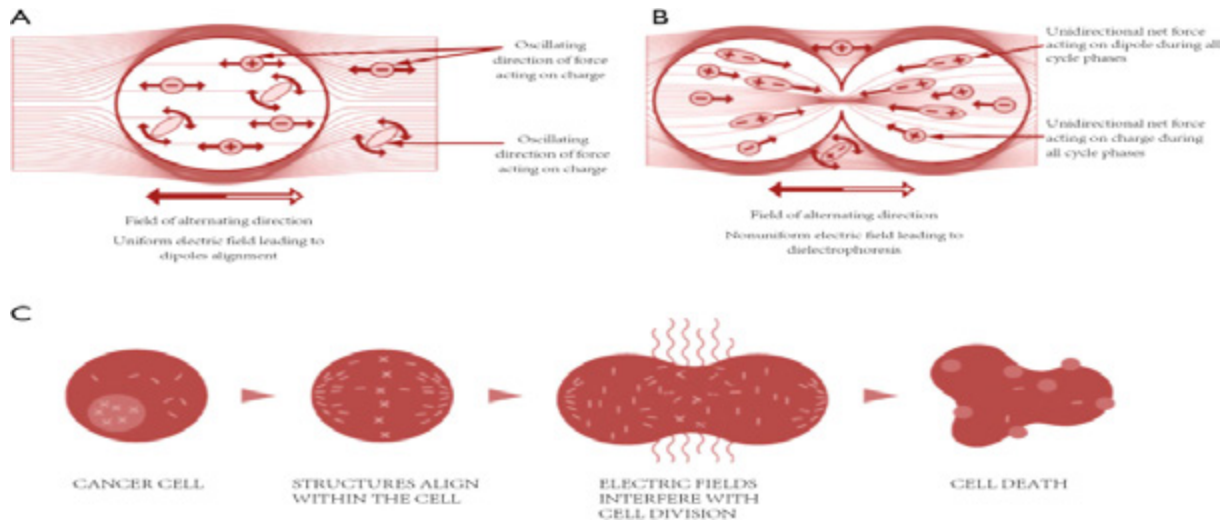 A
Oscillating
direction of force
acting on charge
Oscillating
direction of force
acting on charge
Field of alternating direction
Uniform electric field leading to
dipoles alignment
B
Unidirectional net force
acting on dipole during all
cycle phases
Unidirectional net force
acting on charge during
all cycle phases
Field of alternating direction
Nonuniform electric field leading to
dielectrophoresis
C
CANCER CELL
STRUCTURES ALIGN
WITHIN THE CELL
ELECTRIC FIELDS
INTERFERE WITH
CELL DIVISION
CELL DEATH